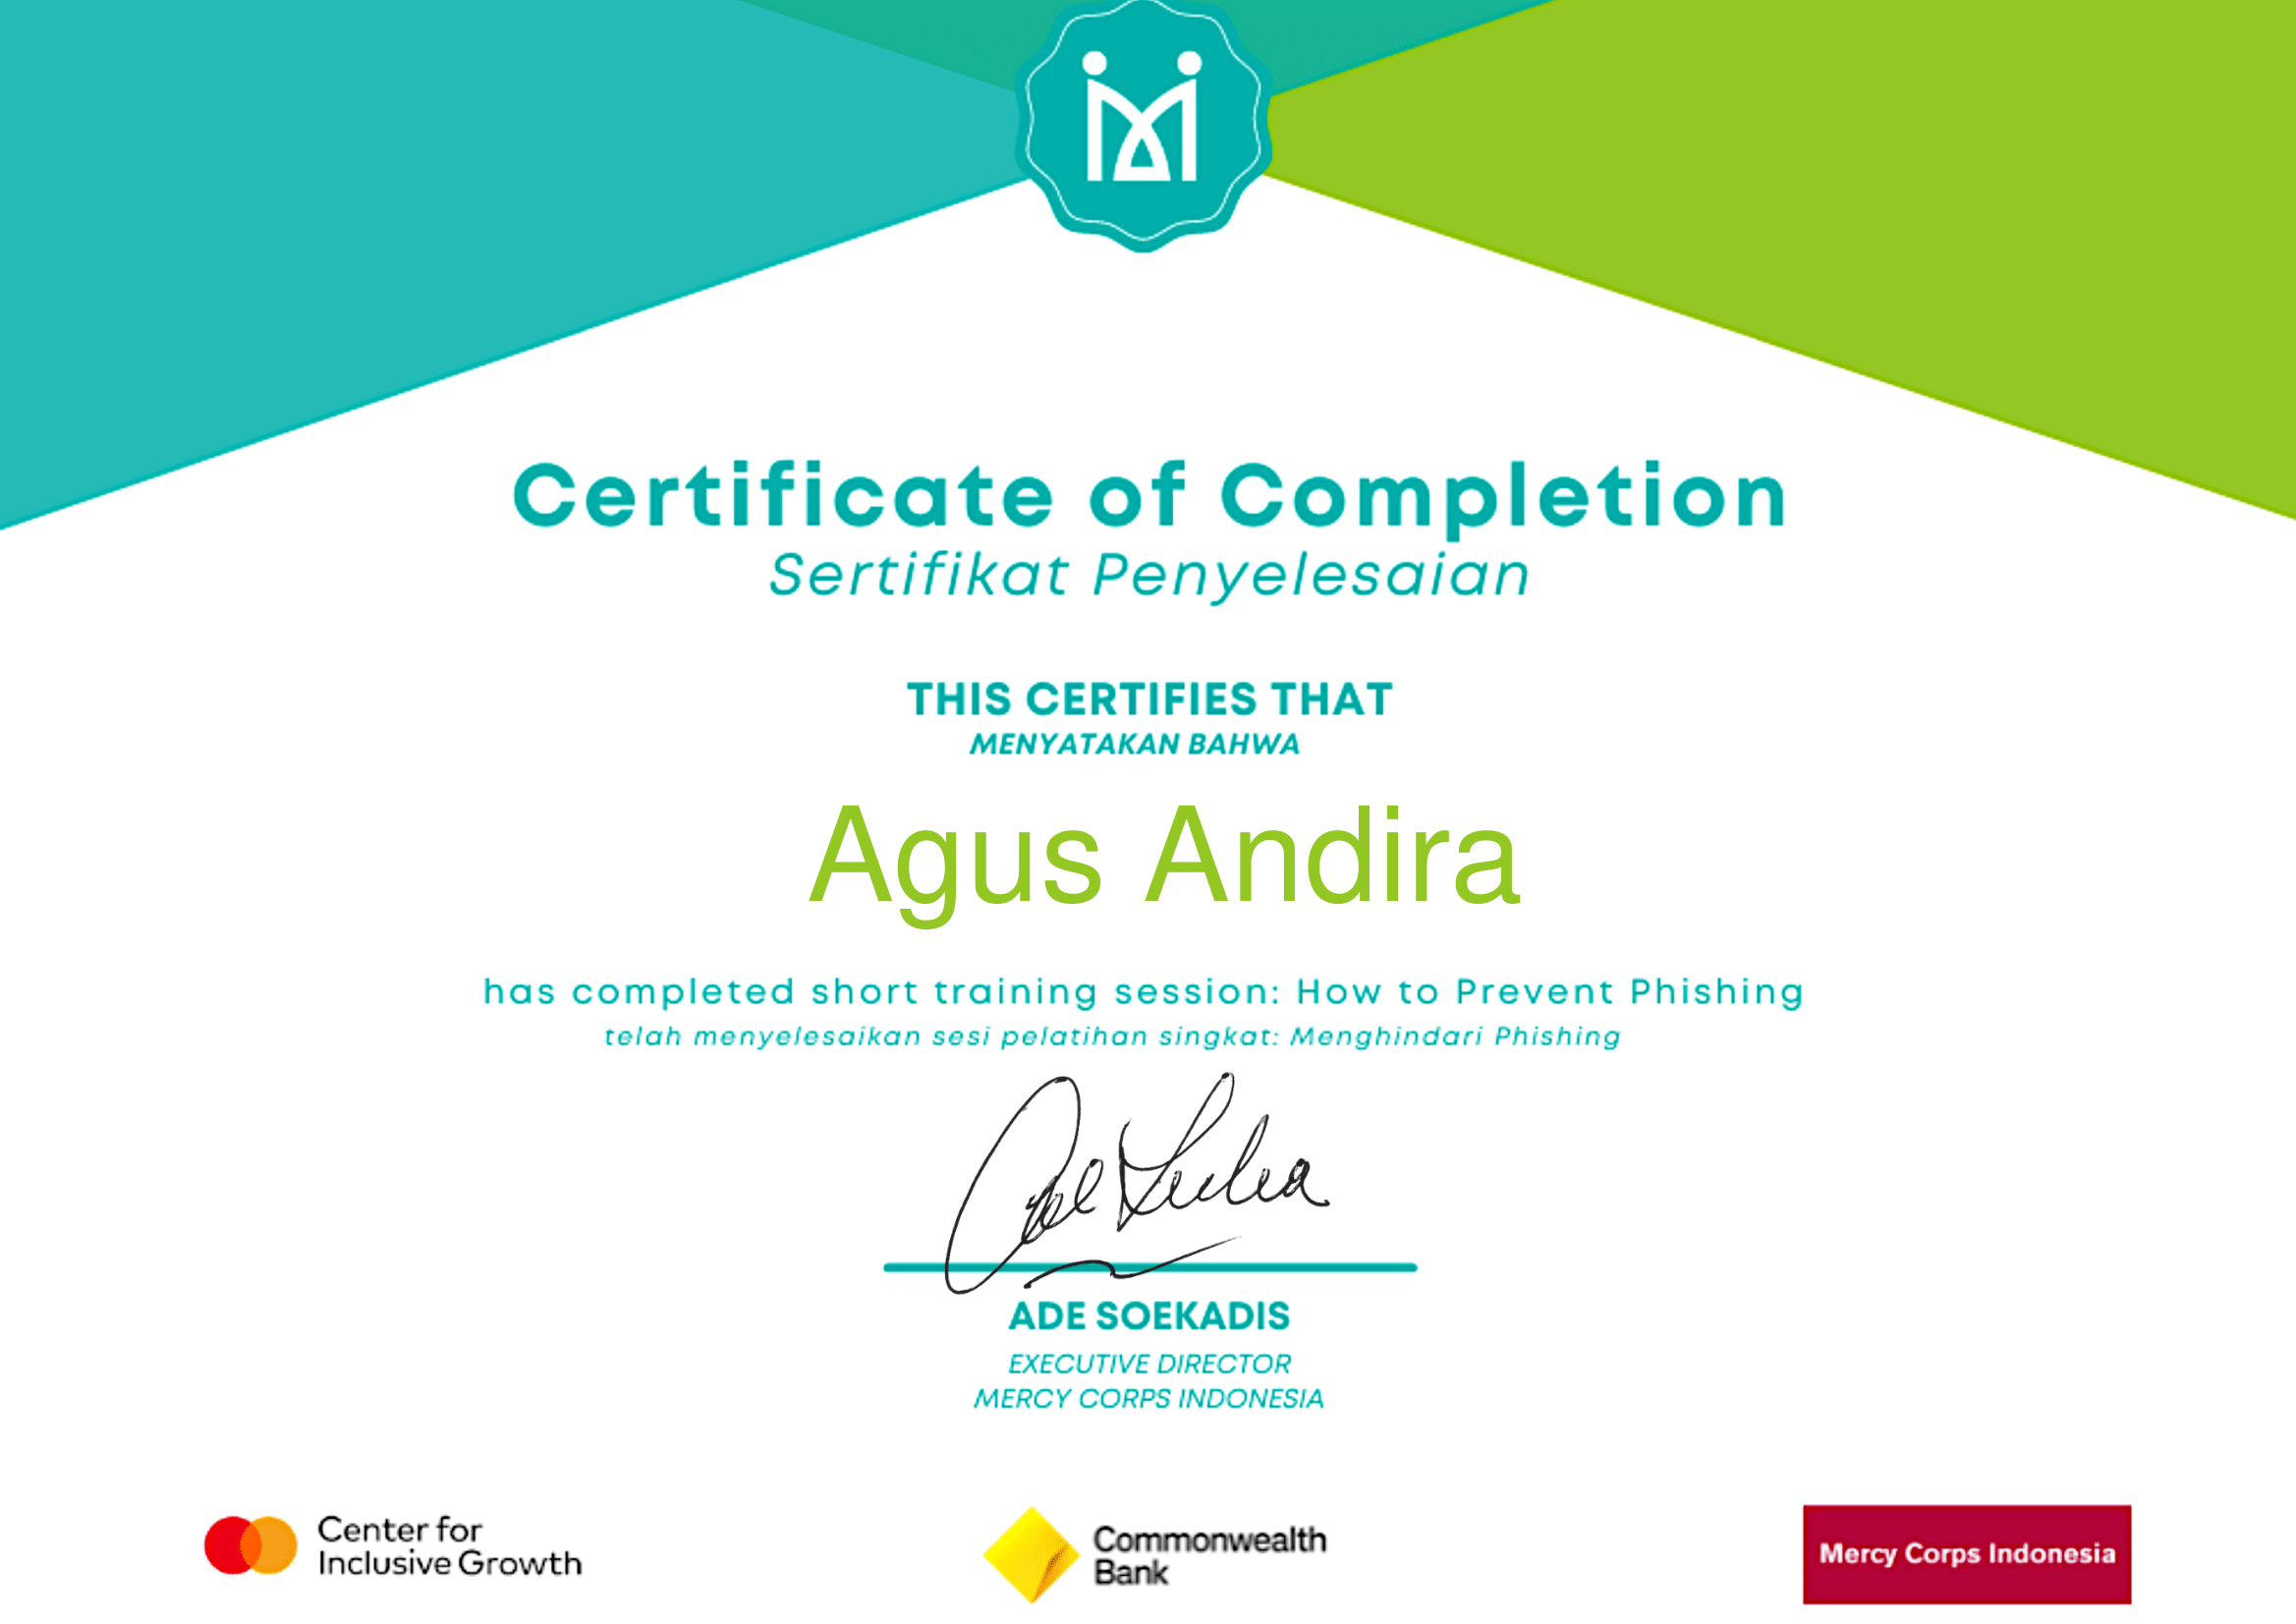 Certificate of Completion
Sertifikat Penyelesaian
THIS CERTIFIES THAT
MENYATAKAN BAHWA
Agus Andira
has completed short training session: How to Prevent Phishing
telah menyelesaikan sesi pelatihan singkat: Menghindari Phishing
ADE SOEKADIS
EXECUTIVE DIRECTOR
MERCY CORPS INDONESIA
Center for
Inclusive Growth
Commonwealth
Bank
Mercy Corps Indonesia